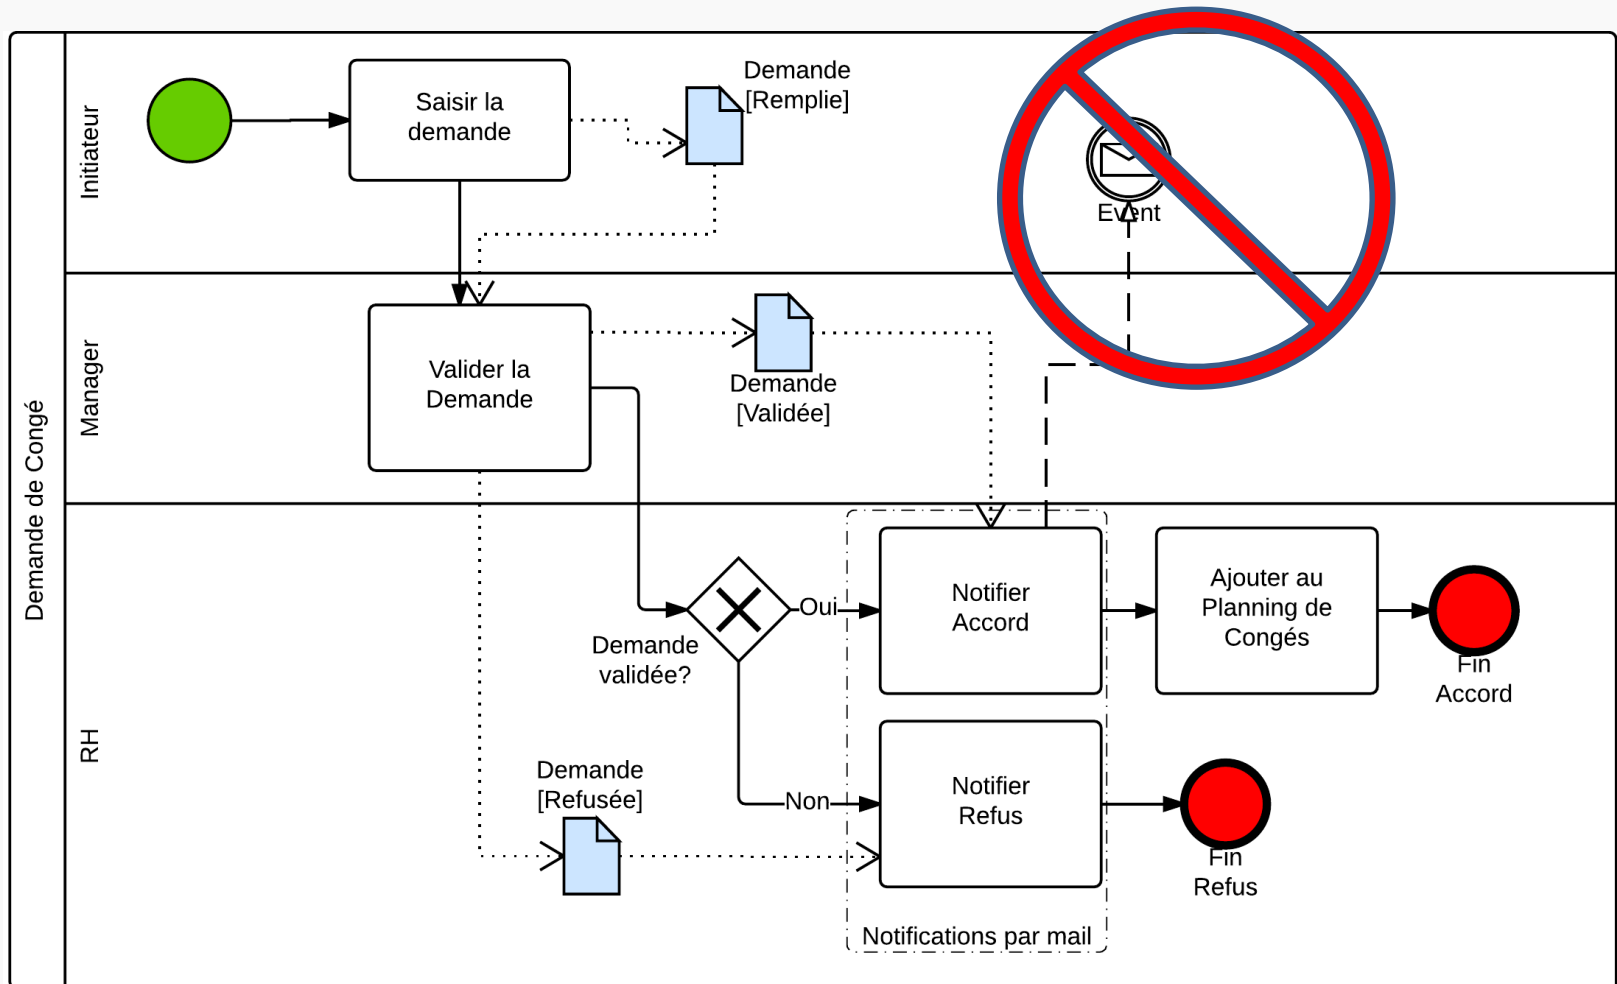 Demande de Congé
Initiateur
Saisir la
demande
Demande
[Remplie]
Event
Manager
Valider la
Demande
Demande
[Validée]
RH
Demande
validée?
Oui
Notifier
Accord
Ajouter au
Planning de
Congés
Fin
Accord
Non
Notifier
Refus
Fin
Refus
Demande
[Refusée]
Notifications par mail